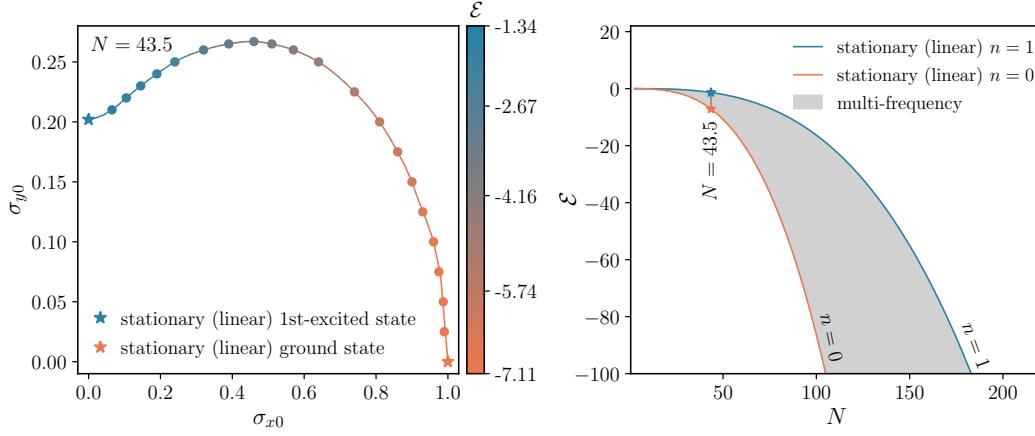 N = 43.5
σy0
0.25
0.20
0.15
0.10
0.05
0.00
stationary (linear) 1st-excited state
stationary (linear) ground state
0.0
0.2
0.4
0.6
0.8
1.0
σx0
ℰ
-1.34
-2.67
-4.16
-5.74
-7.11
ℰ
20
0
−20
−40
−60
−80
−100
stationary (linear) n = 1
stationary (linear) n = 0
multi-frequency
N = 43.5
n = 0
n = 1
50
100
150
200
N